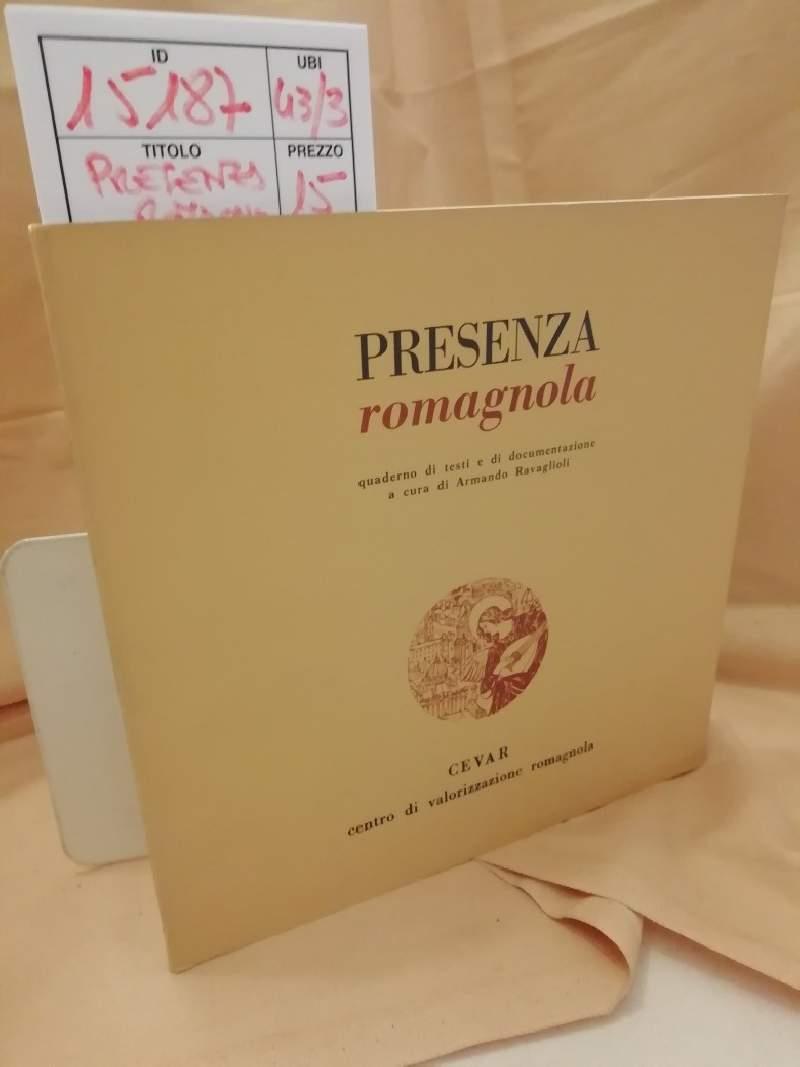 ID UBI
15187 43/3
TITOLO PREZZO
PRESENZA 15
PRESENZA
romagnola
quaderno di testi e di documentazione
a cura di Armando Ravaglioli
CEVAR
centro di valorizzazione romagnola